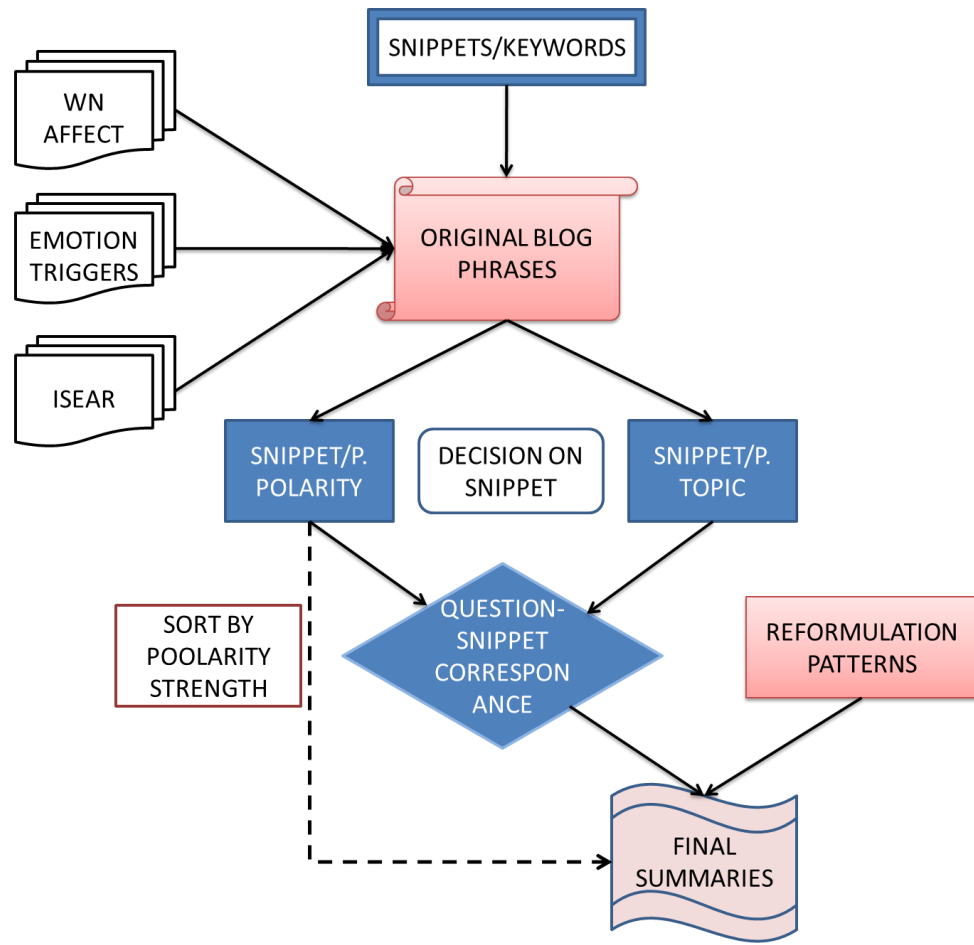 SNIPPETS/KEYWORDS
WN
AFFECT
EMOTION
TRIGGERS
ISEAR
ORIGINAL BLOG
PHRASES
SNIPPET/P.
POLARITY
DECISION ON
SNIPPET
SNIPPET/P.
TOPIC
SORT BY
POOLARITY
STRENGTH
QUESTION-
SNIPPET
CORRESPON
ANCE
REFORMULATION
PATTERNS
FINAL
SUMMARIES